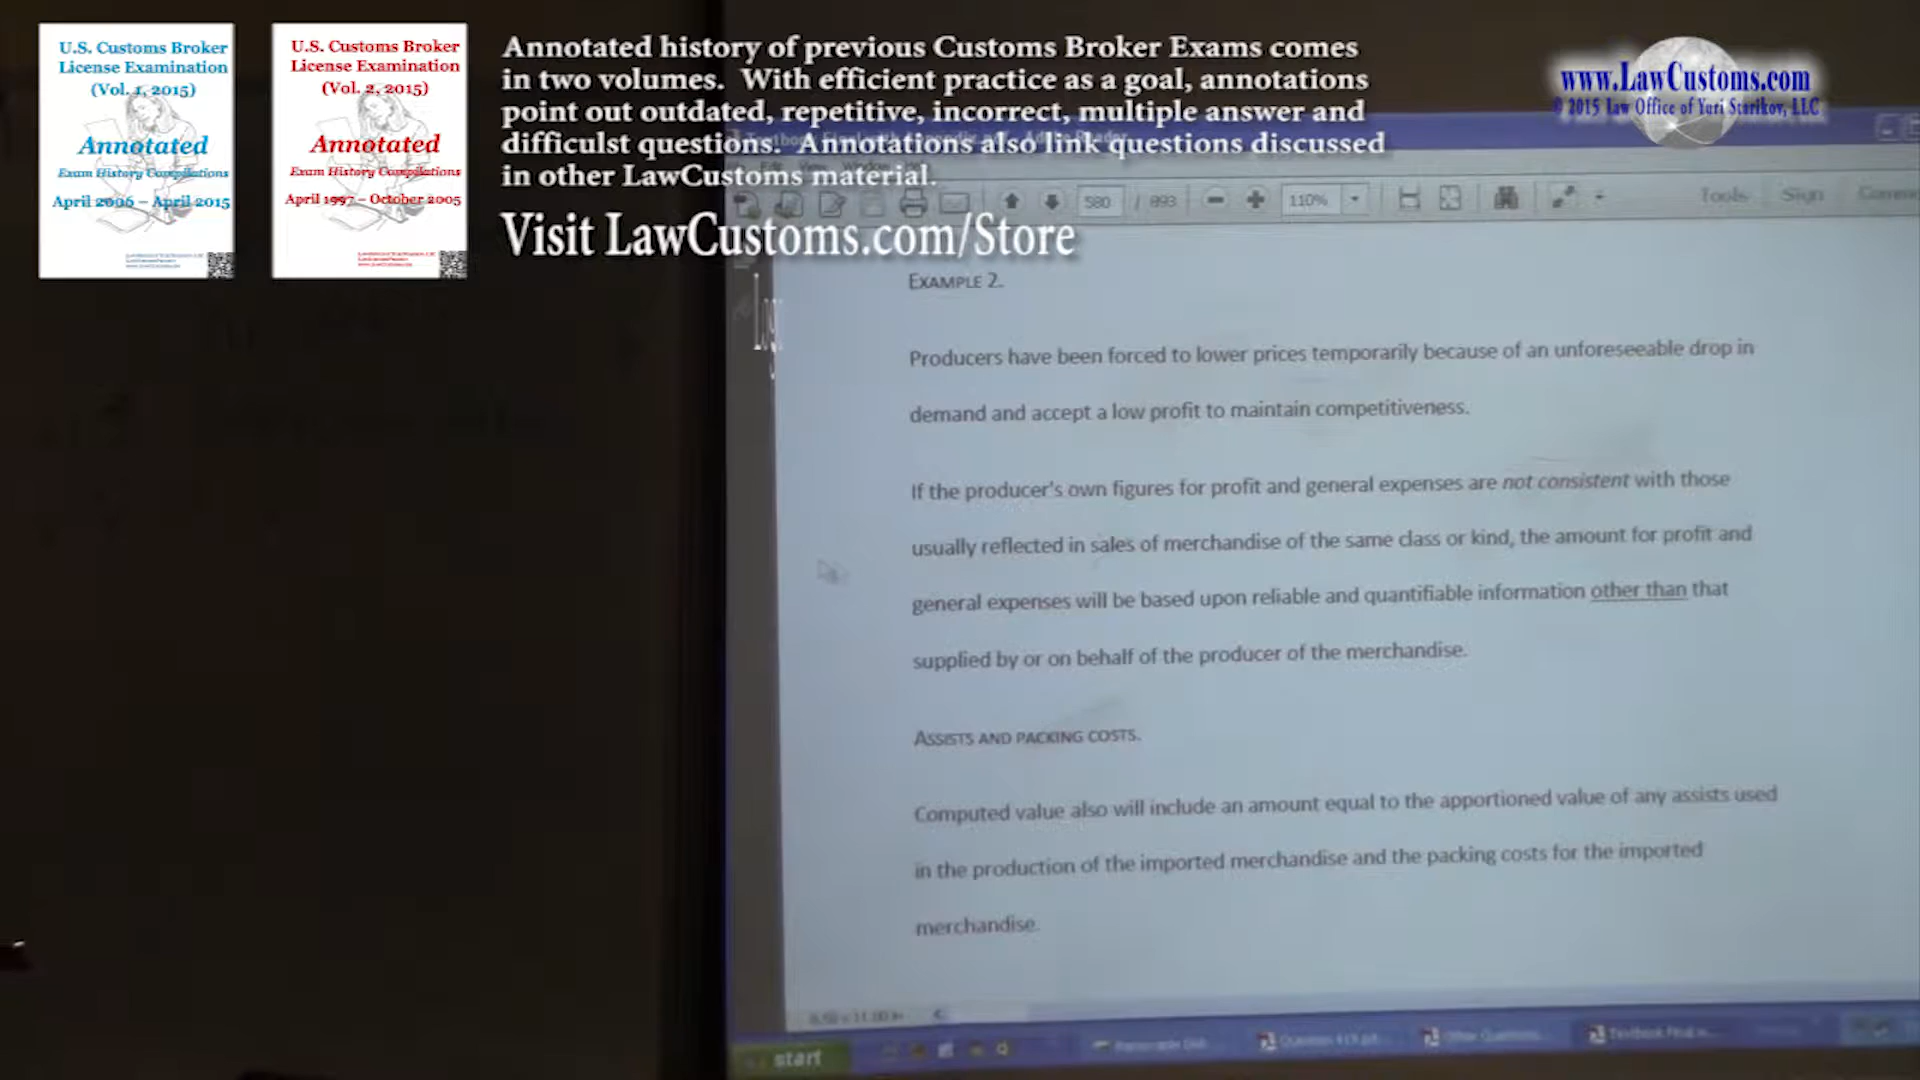 U.S. Customs Broker
License Examination
(Vol. 1, 2015)
Annotated
Exam History Compilations
April 2006 – April 2015
U.S. Customs Broker
License Examination
(Vol. 2, 2015)
Annotated
Exam History Compilations
April 1997 – October 2005
Annotated history of previous Customs Broker Exams comes
in two volumes. With efficient practice as a goal, annotations
point out outdated, repetitive, incorrect, multiple answer and
difficulst questions. Annotations also link questions discussed
in other LawCustoms material.
Visit LawCustoms.com/Store
www.LawCustoms.com
© 2015 Law Office of Yuri Starikov, LLC
580 / 893 110% Tools Sign
EXAMPLE 2.
Producers have been forced to lower prices temporarily because of an unforeseeable drop in
demand and accept a low profit to maintain competitiveness.
If the producer's own figures for profit and general expenses are not consistent with those
usually reflected in sales of merchandise of the same class or kind, the amount for profit and
general expenses will be based upon reliable and quantifiable information other than that
supplied by or on behalf of the producer of the merchandise.
ASSISTS AND PACKING COSTS.
Computed value also will include an amount equal to the apportioned value of any assists used
in the production of the imported merchandise and the packing costs for the imported
merchandise.
8.50 x 11.00 in
start